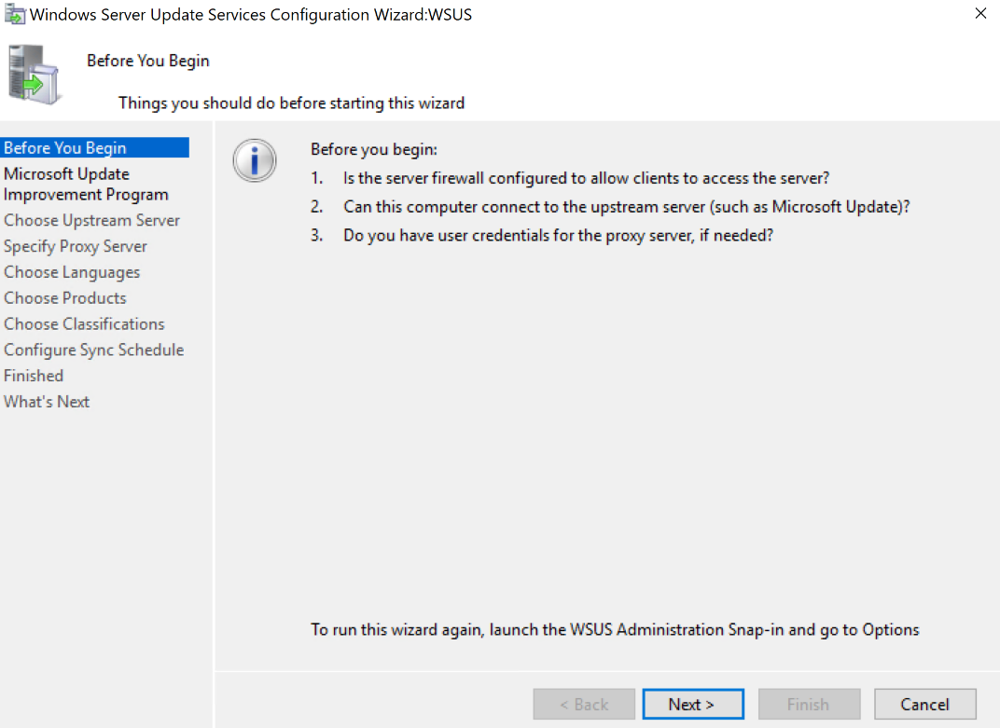 Windows Server Update Services Configuration Wizard:WSUS
Before You Begin
Things you should do before starting this wizard
Before You Begin
Microsoft Update
Improvement Program
Choose Upstream Server
Specify Proxy Server
Choose Languages
Choose Products
Choose Classifications
Configure Sync Schedule
Finished
What's Next
Before you begin:
1. Is the server firewall configured to allow clients to access the server?
2. Can this computer connect to the upstream server (such as Microsoft Update)?
3. Do you have user credentials for the proxy server, if needed?
To run this wizard again, launch the WSUS Administration Snap-in and go to Options
< Back
Next >
Finish
Cancel